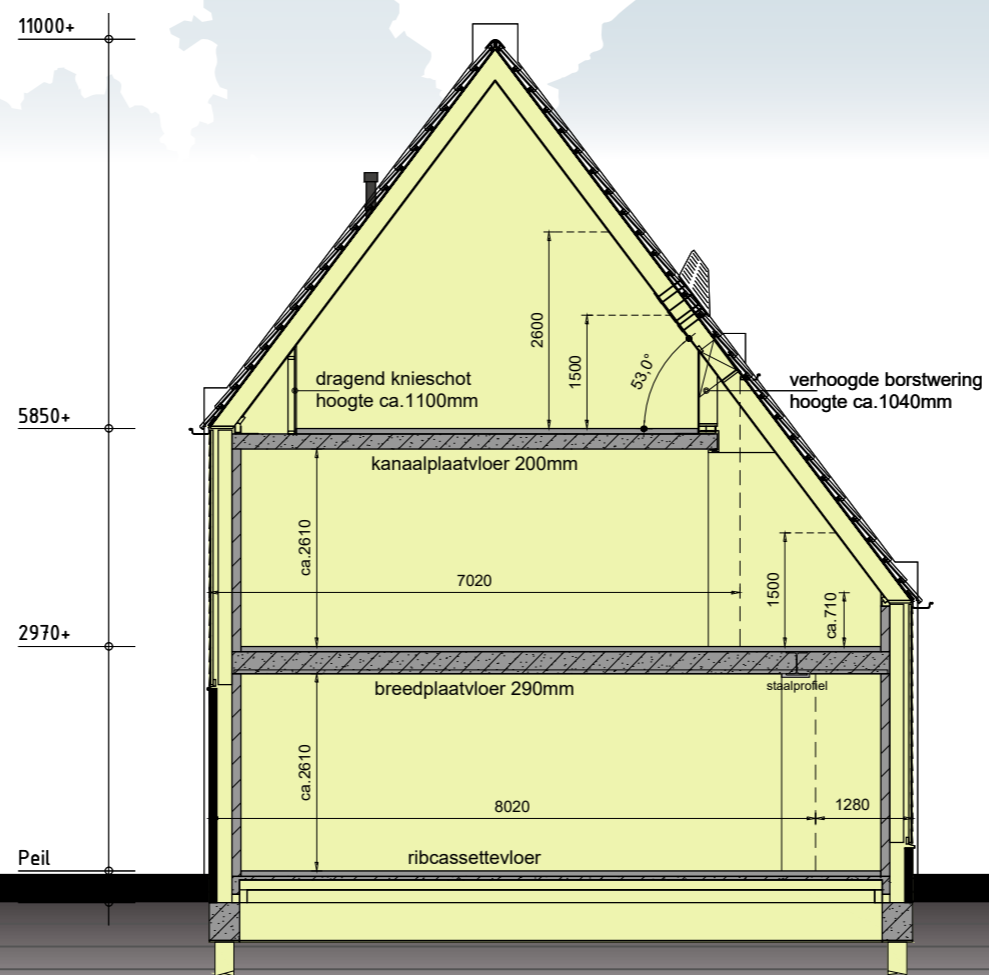 11000+
2600
1500
53,0°
dragend knieschot
hoogte ca.1100mm
verhoogde borstwering
hoogte ca.1040mm
5850+
kanaalplaatvloer 200mm
ca.2610
7020
1500
ca.710
2970+
breedplaatvloer 290mm
staalprofiel
ca.2610
8020
1280
Peil
ribcassettevloer